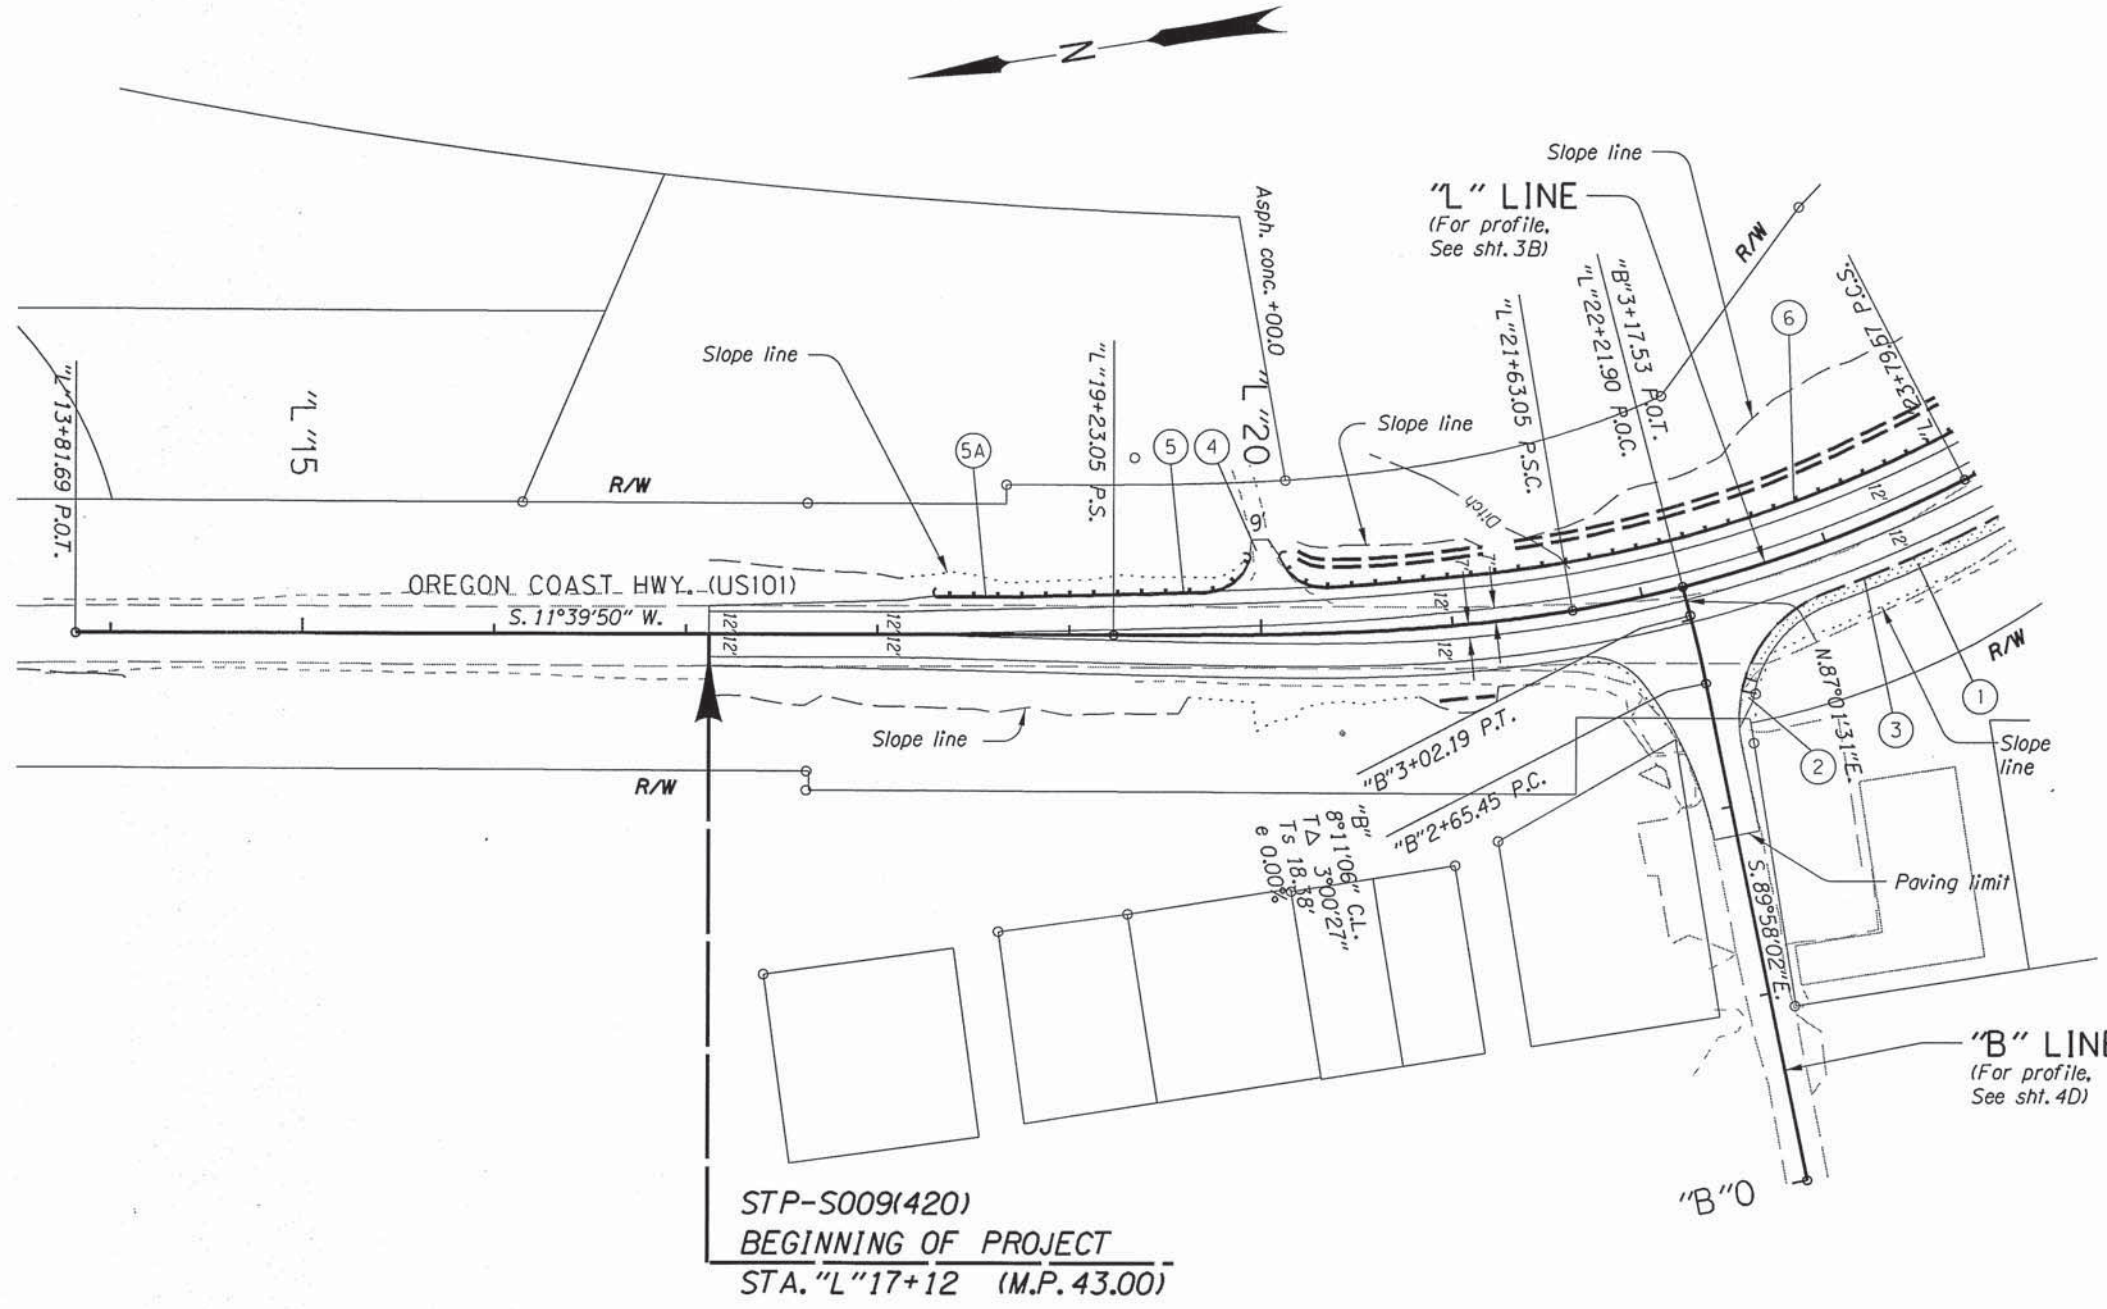 N
Slope line
"L" LINE
(For profile,
See sht. 3B)
R/W
Asph. conc. +00.0
"B"3+17.53 P.O.T.
"L"22+21.90 P.O.C.
"L"21+63.05 P.S.C.
"L"23+79.57 P.C.S.
6
Slope line
"L"19+23.05 P.S.
"L"20
"L"13+81.69 P.O.T.
"L"15
Slope line
5A
5
4
R/W
Ditch
12'
12'
9'
OREGON COAST HWY. (US101)
S. 11°39'50" W.
12'
12'
12'
12'
7'
7'
12'
12'
R/W
N.87°01'31"E.
1
3
2
Slope
line
Slope line
R/W
"B"3+02.19 P.T.
"B"2+65.45 P.C.
"B"
8°11'06" C.L.
T∆ 3°00'27"
Ts 18.38'
e 0.00%
Paving limit
S. 89°58'02"E.
"B" LINE
(For profile,
See sht. 4D)
"B"0
STP-S009(420)
BEGINNING OF PROJECT
STA. "L"17+12 (M.P. 43.00)